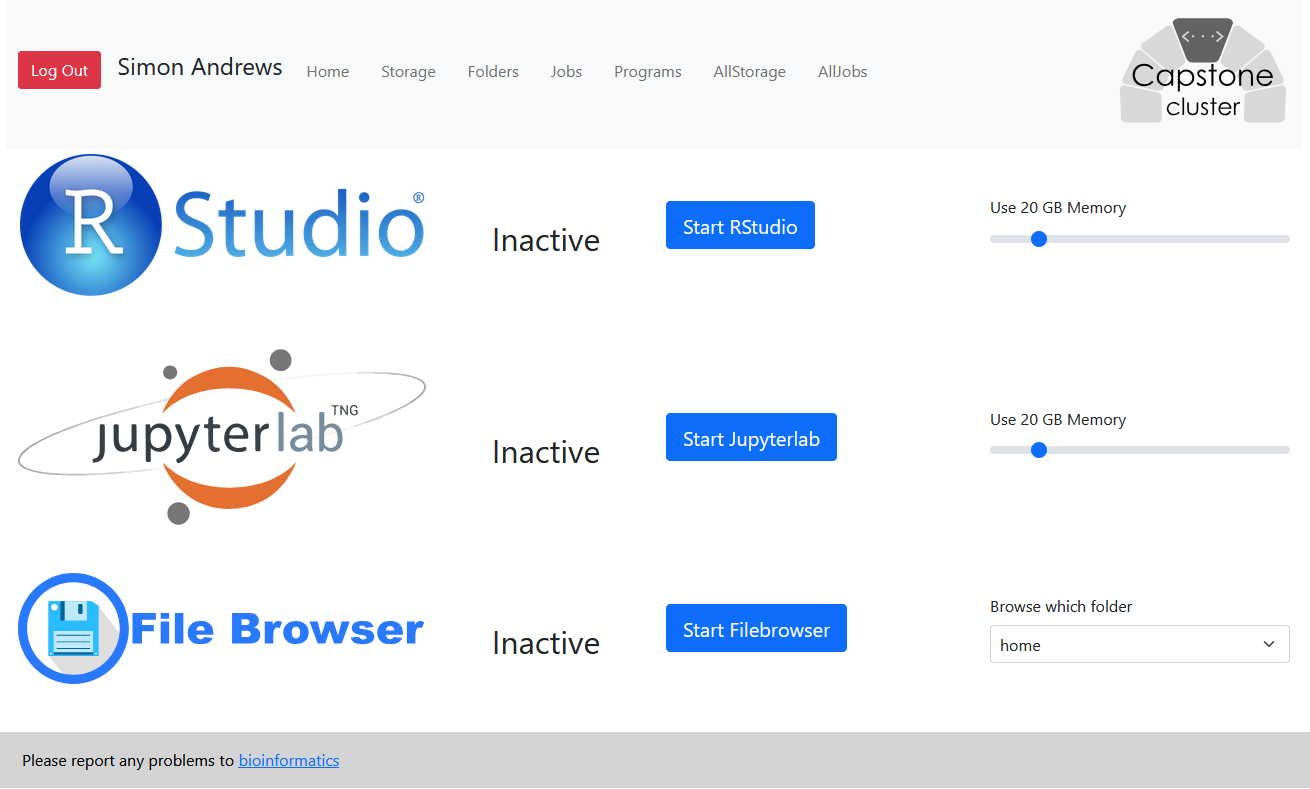 Log Out Simon Andrews Home Storage Folders Jobs Programs AllStorage AllJobs
<···>
Capstone
cluster
R Studio®
Inactive
Start RStudio
Use 20 GB Memory
jupyterlab TNG
Inactive
Start Jupyterlab
Use 20 GB Memory
File Browser
Inactive
Start Filebrowser
Browse which folder
home
Please report any problems to bioinformatics